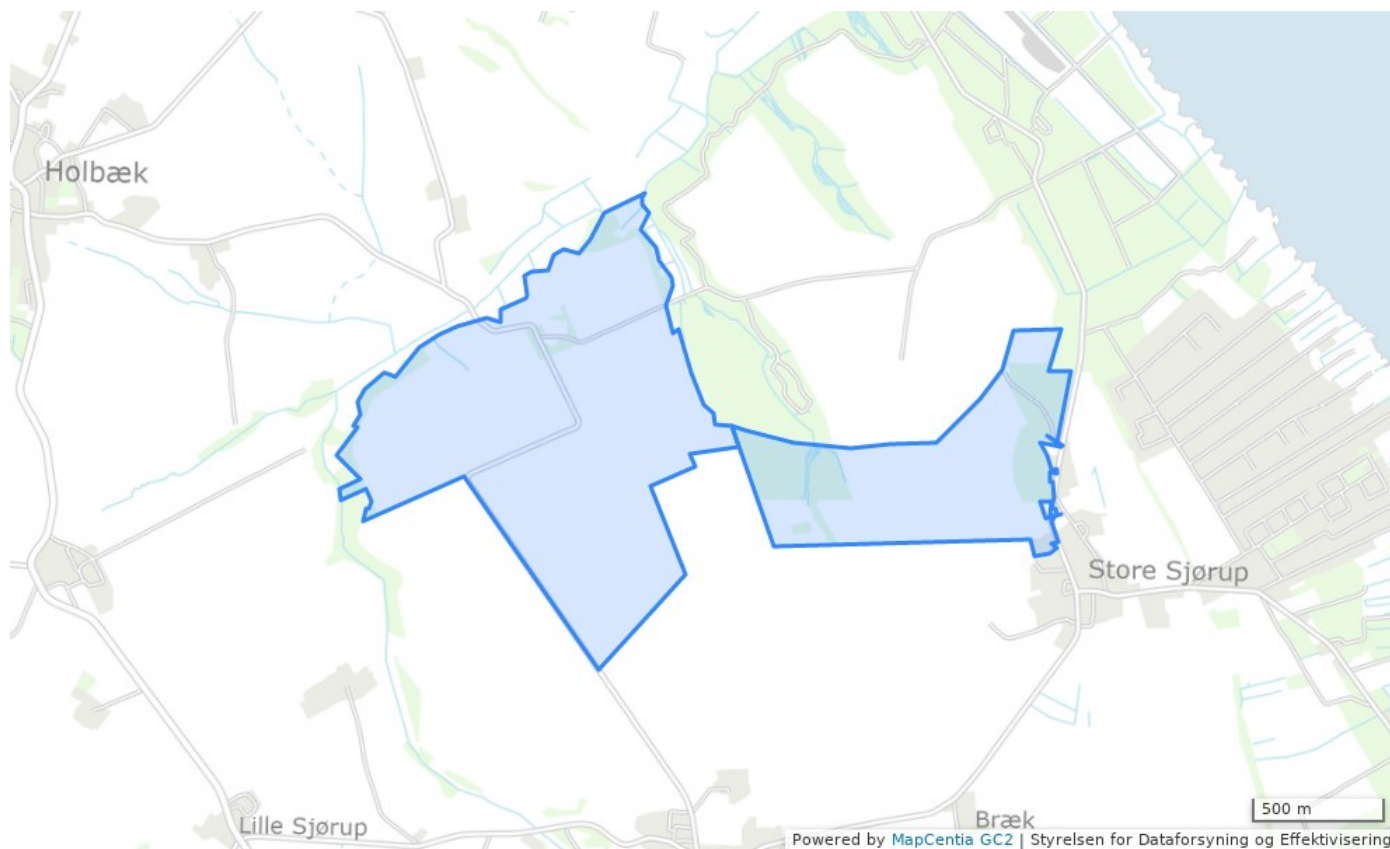 Holbæk
Store Sjørup
Lille Sjørup
Bræk
500 m
Powered by MapCentia GC2 | Styrelsen for Dataforsyning og Effektivisering